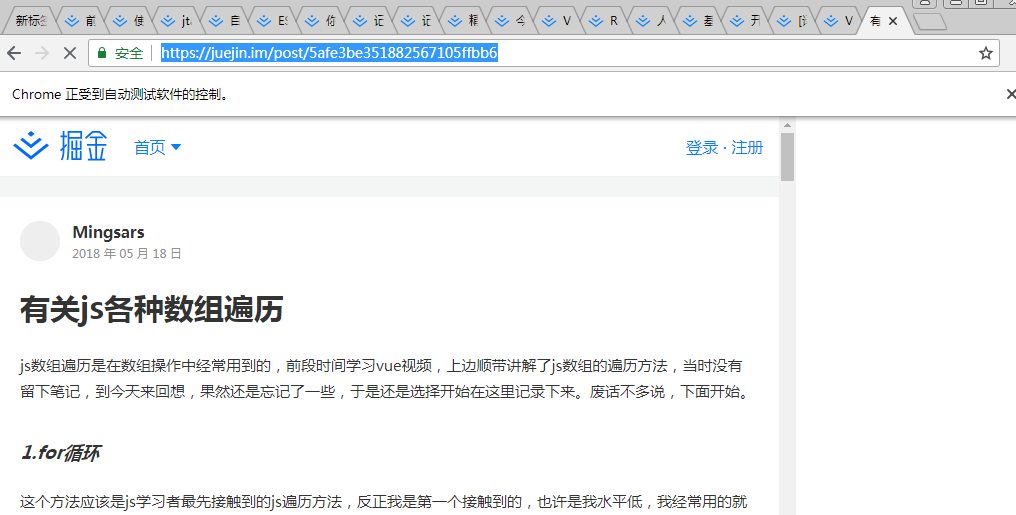 新标签
前
使
jt
自
ES
你
记
记
精
今
V
R
人
基
开
[译
V
有
安全 https://juejin.im/post/5afe3be351882567105ffbb6
Chrome 正受到自动测试软件的控制。
掘金 首页 登录 · 注册
Mingsars
2018 年 05 月 18 日
有关js各种数组遍历
js数组遍历是在数组操作中经常用到的，前段时间学习vue视频，上边顺带讲解了js数组的遍历方法，当时没有
留下笔记，到今天来回想，果然还是忘记了一些，于是还是选择开始在这里记录下来。废话不多说，下面开始。
1.for循环
这个方法应该是js学习者最先接触到的js遍历方法，反正我是第一个接触到的，也许是我水平低，我经常用的就